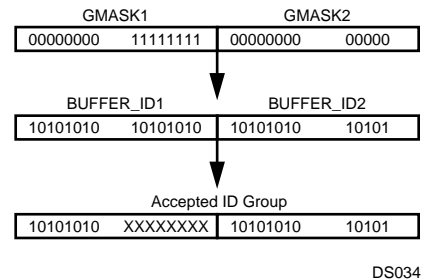 GMASK1 GMASK2
00000000 11111111 00000000 00000
BUFFER_ID1 BUFFER_ID2
10101010 10101010 10101010 10101
Accepted ID Group
10101010 XXXXXXXX 10101010 10101
DS034